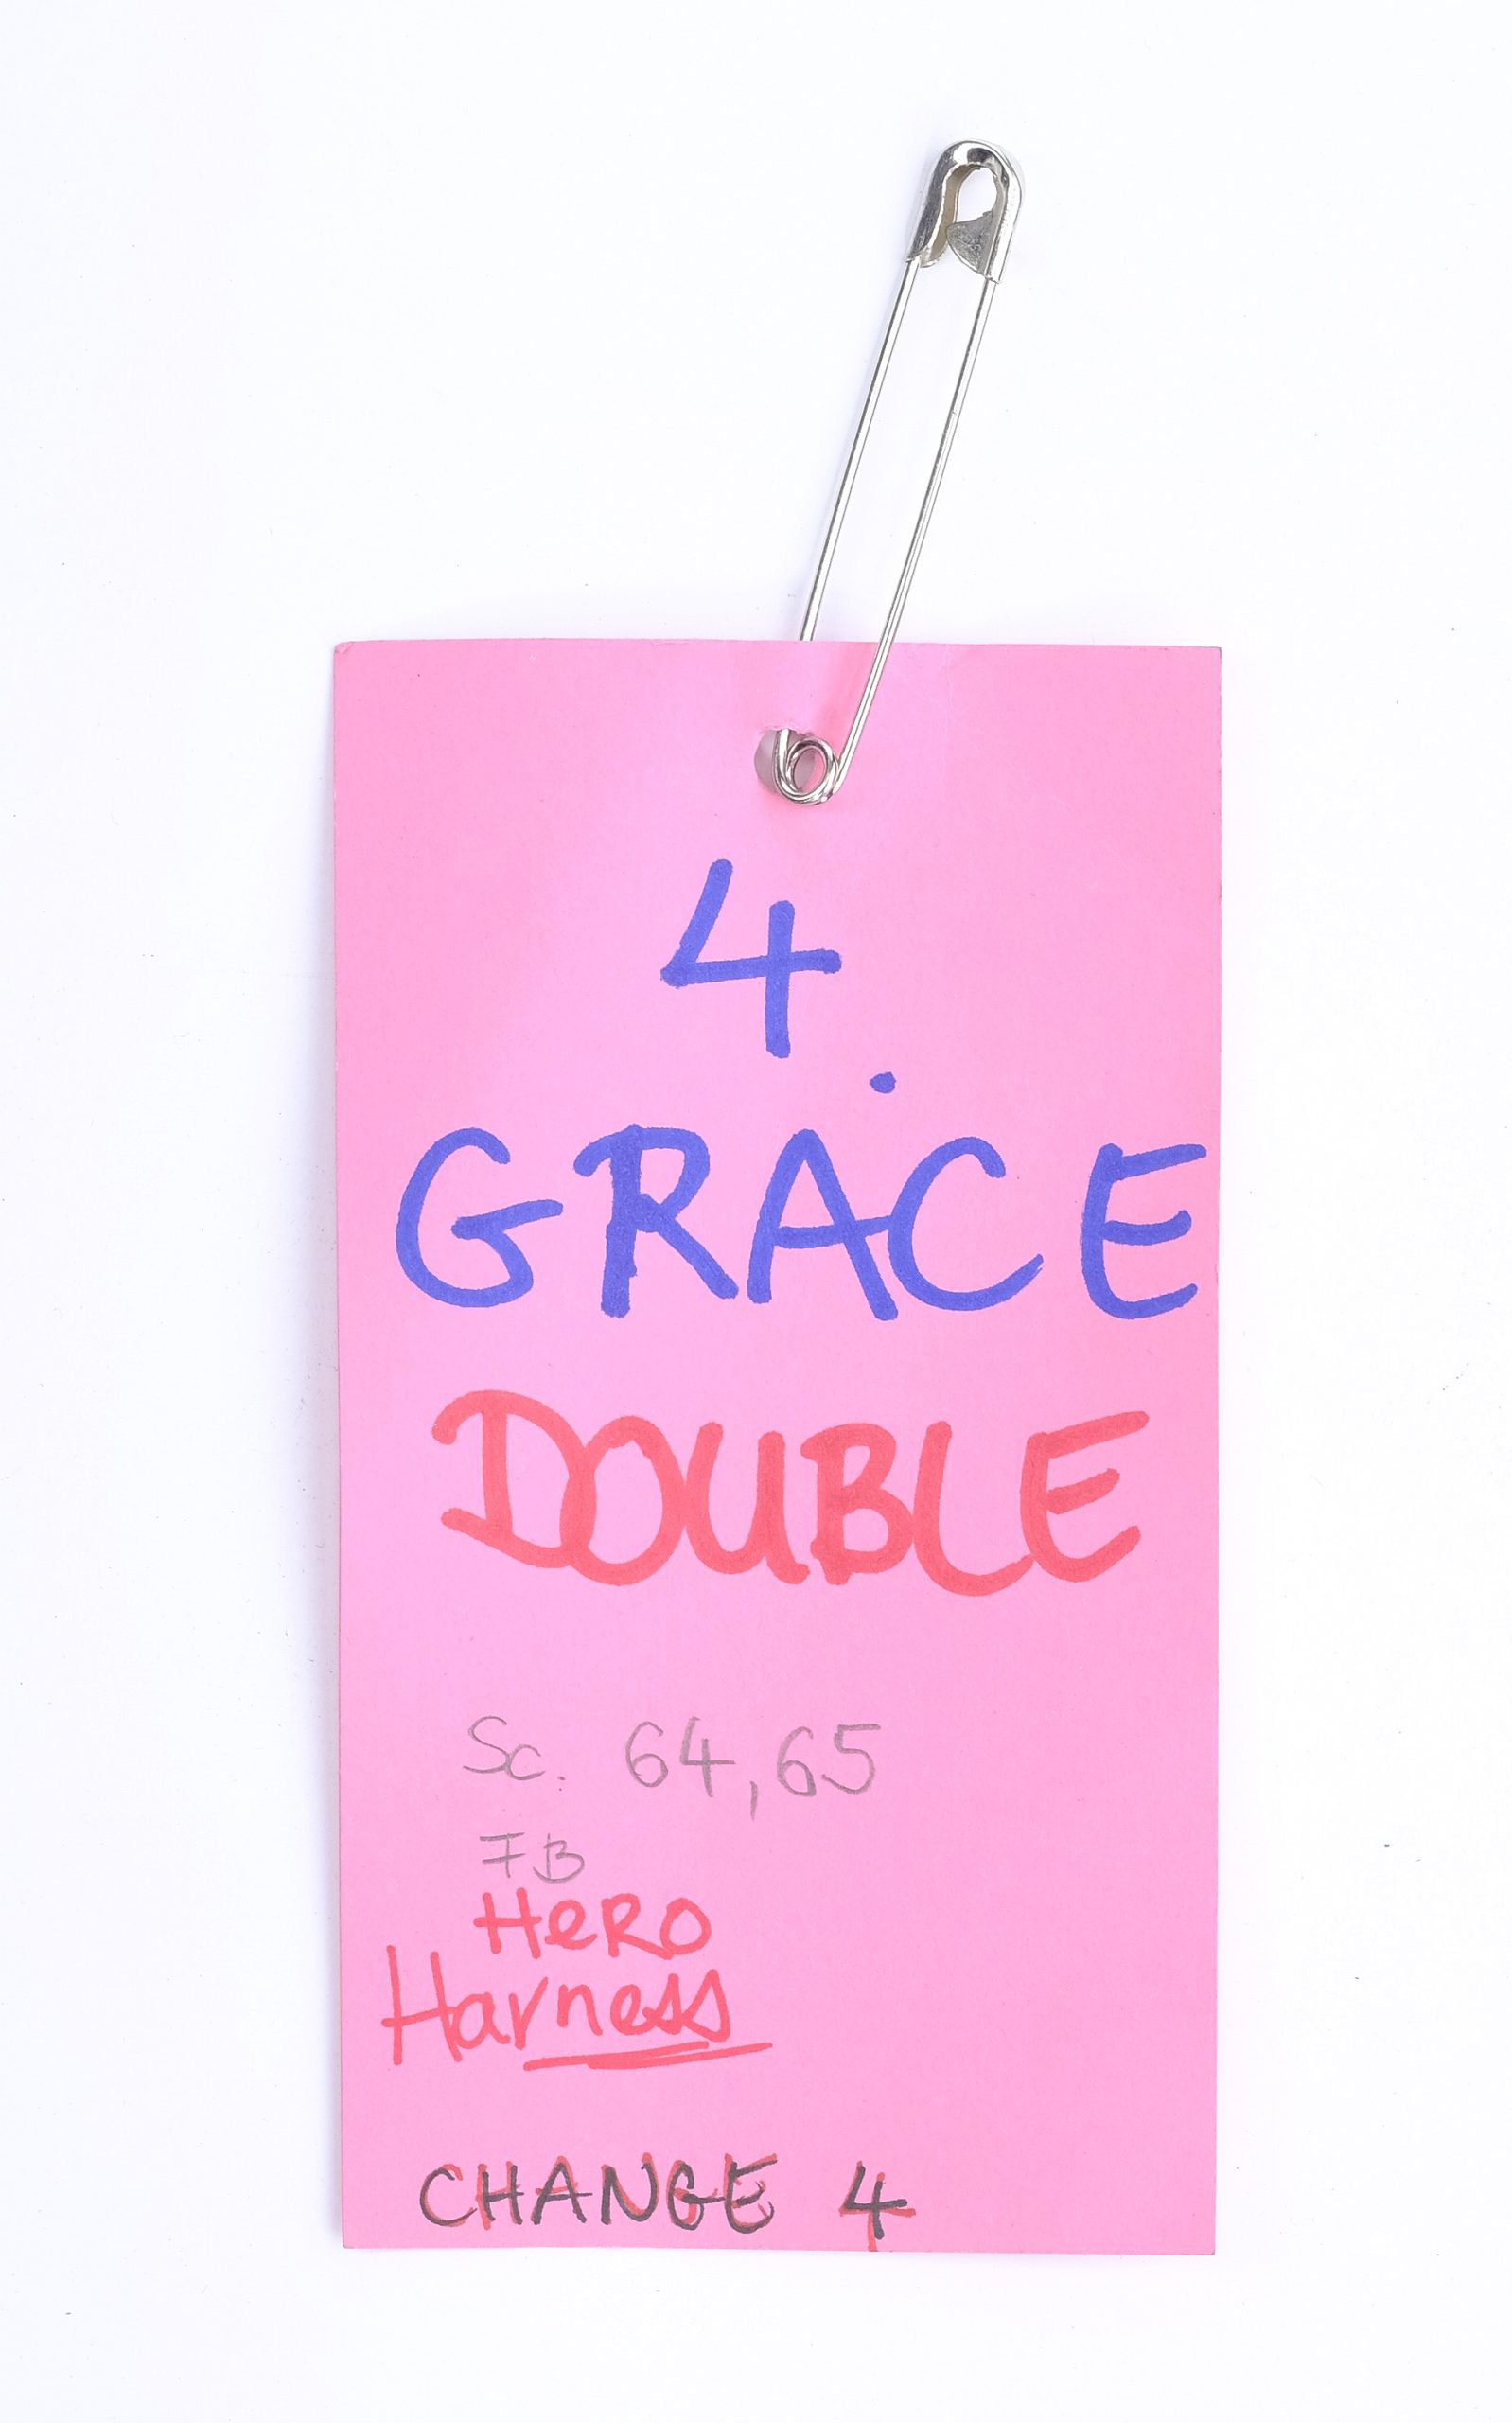 4.
GRACE
DOUBLE
Sc. 64, 65
FB
HeRO
Harness
CHANGE 4